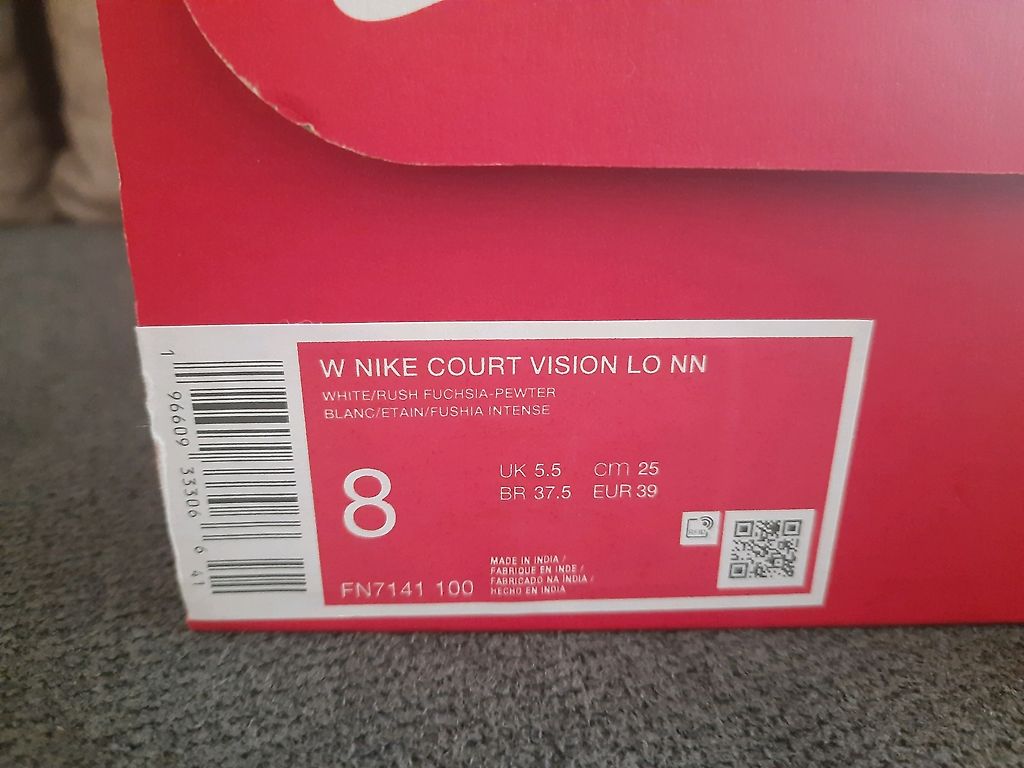 W NIKE COURT VISION LO NN
WHITE/RUSH FUCHSIA-PEWTER
BLANC/ETAIN/FUSHIA INTENSE
8
UK 5.5 cm 25
BR 37.5 EUR 39
RFID
FN7141 100
MADE IN INDIA /
FABRIQUE EN INDE /
FABRICADO NA ÍNDIA /
HECHO EN INDIA
1 96609 33306 6 41